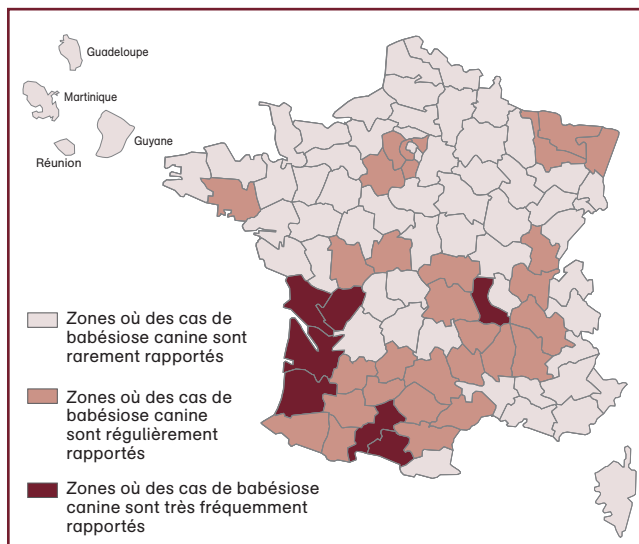 Guadeloupe
Martinique
Guyane
Réunion
Zones où des cas de
babésiose canine sont
rarement rapportés
Zones où des cas de
babésiose canine
sont régulièrement
rapportés
Zones où des cas de babésiose
canine sont très fréquemment
rapportés